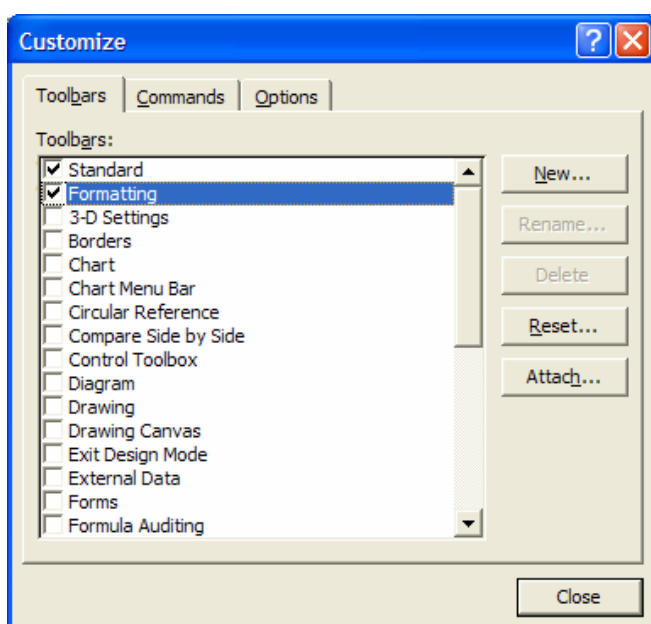 Customize
Toolbars Commands Options
Toolbars:
Standard
Formatting
3-D Settings
Borders
Chart
Chart Menu Bar
Circular Reference
Compare Side by Side
Control Toolbox
Diagram
Drawing
Drawing Canvas
Exit Design Mode
External Data
Forms
Formula Auditing
New...
Rename...
Delete
Reset...
Attach...
Close